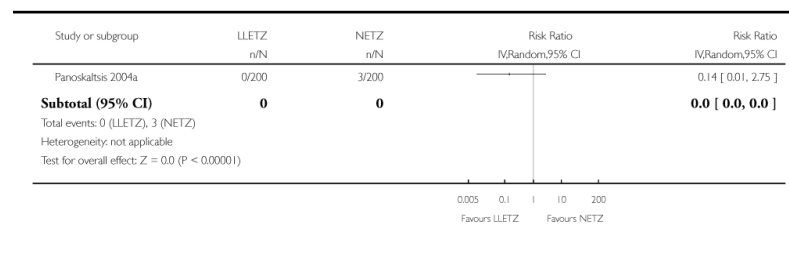 Study or subgroup LLETZ NETZ Risk Ratio Risk Ratio
n/N n/N IV,Random,95% CI IV,Random,95% CI
Panoskaltsis 2004a 0/200 3/200 0.14 [ 0.01, 2.75 ]
Subtotal (95% CI) 0 0 0.0 [ 0.0, 0.0 ]
Total events: 0 (LLETZ), 3 (NETZ)
Heterogeneity: not applicable
Test for overall effect: Z = 0.0 (P < 0.00001)
0.005 0.1 1 10 200
Favours LLETZ Favours NETZ